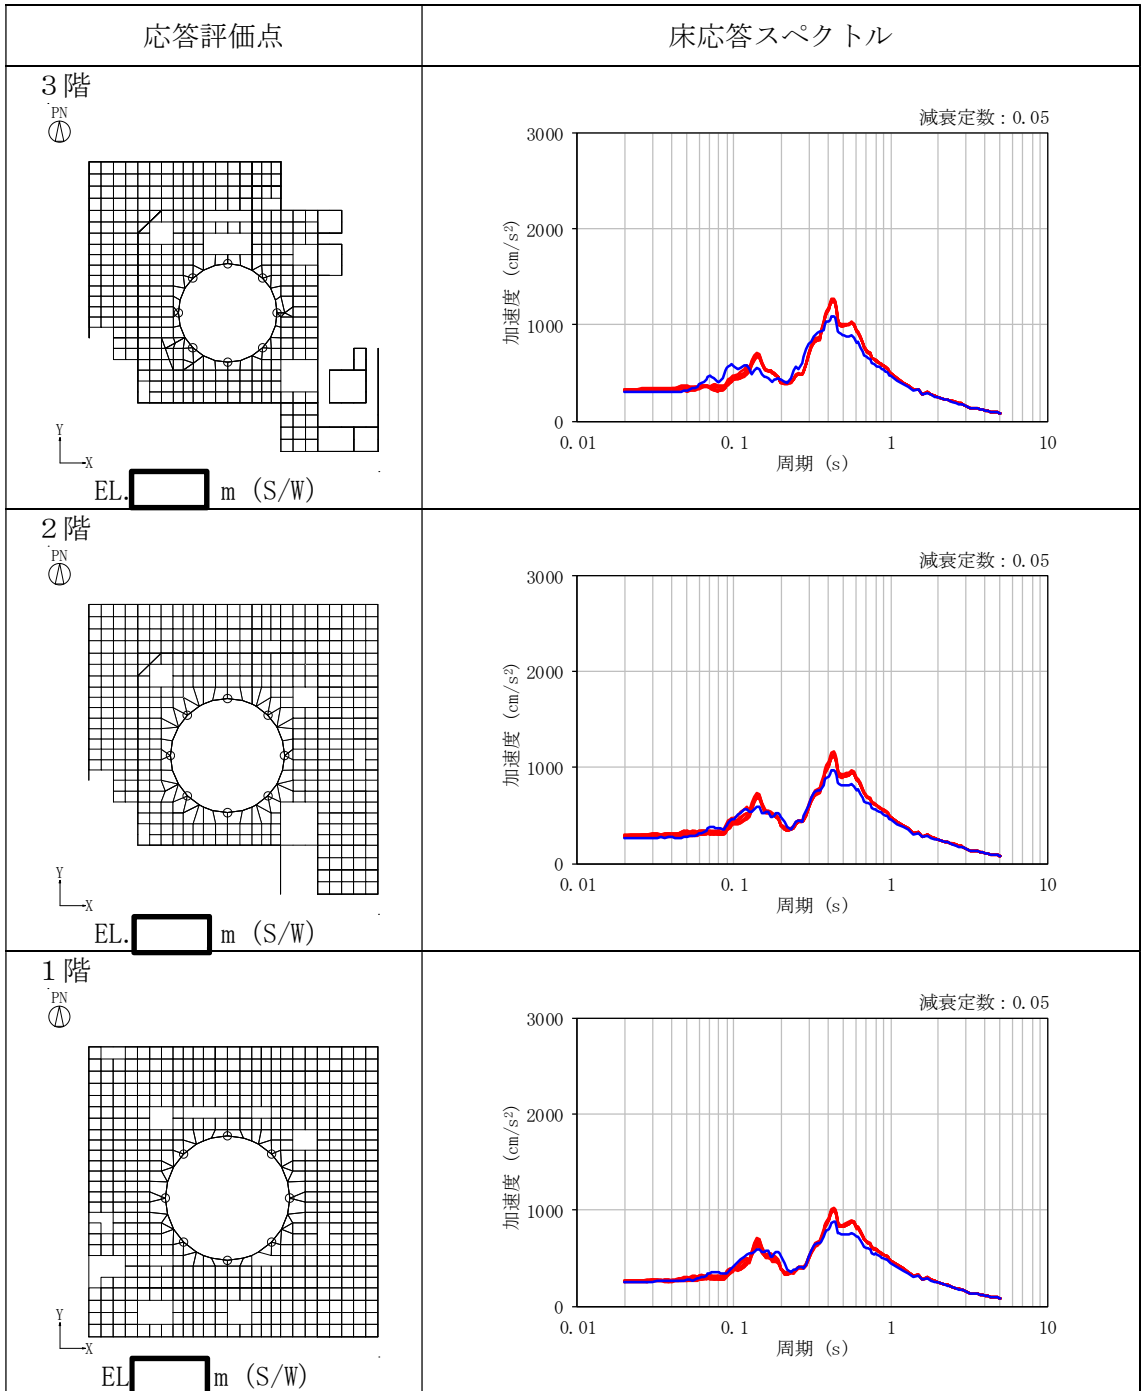 応答評価点
床応答スペクトル
3階
PN
Y
X
EL. m (S/W)
減衰定数:0.05
3000
2000
1000
0
加速度 (cm/s²)
0.01 0.1 1 10
周期 (s)
2階
PN
Y
X
EL. m (S/W)
減衰定数:0.05
3000
2000
1000
0
加速度 (cm/s²)
0.01 0.1 1 10
周期 (s)
1階
PN
Y
X
EL m (S/W)
減衰定数:0.05
3000
2000
1000
0
加速度 (cm/s²)
0.01 0.1 1 10
周期 (s)